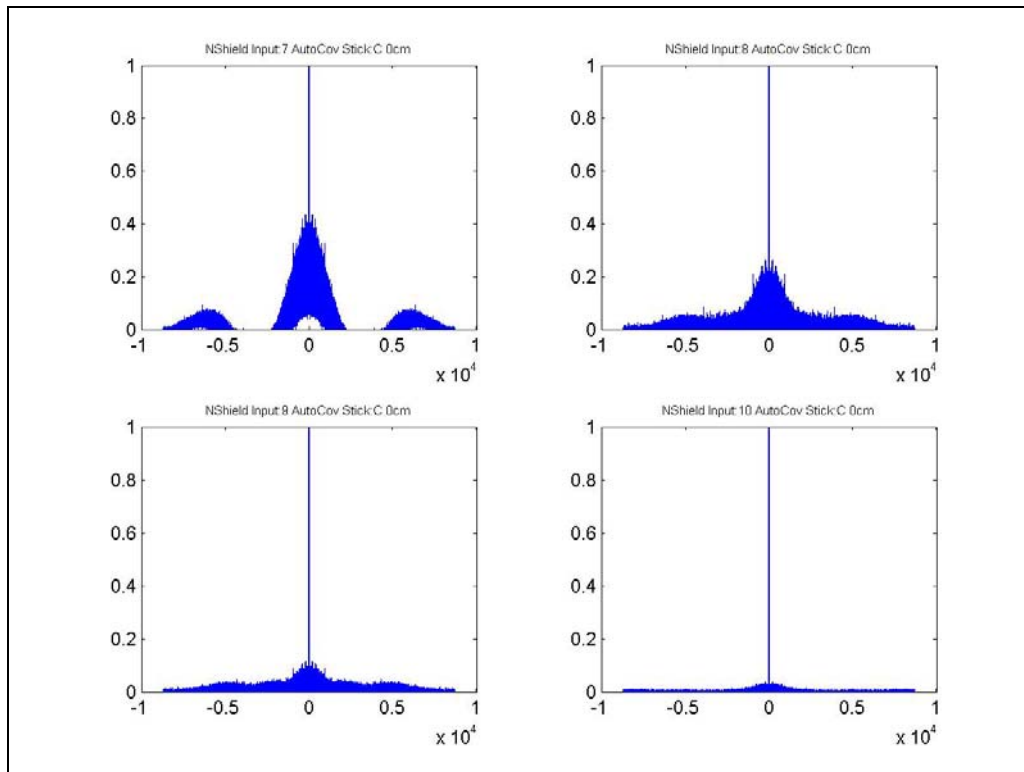 NShield Input:7 AutoCov Stick:C 0cm
1
0.8
0.6
0.4
0.2
0
-1 -0.5 0 0.5 1
x 10^4
NShield Input:8 AutoCov Stick:C 0cm
1
0.8
0.6
0.4
0.2
0
-1 -0.5 0 0.5 1
x 10^4
NShield Input:9 AutoCov Stick:C 0cm
1
0.8
0.6
0.4
0.2
0
-1 -0.5 0 0.5 1
x 10^4
NShield Input:10 AutoCov Stick:C 0cm
1
0.8
0.6
0.4
0.2
0
-1 -0.5 0 0.5 1
x 10^4